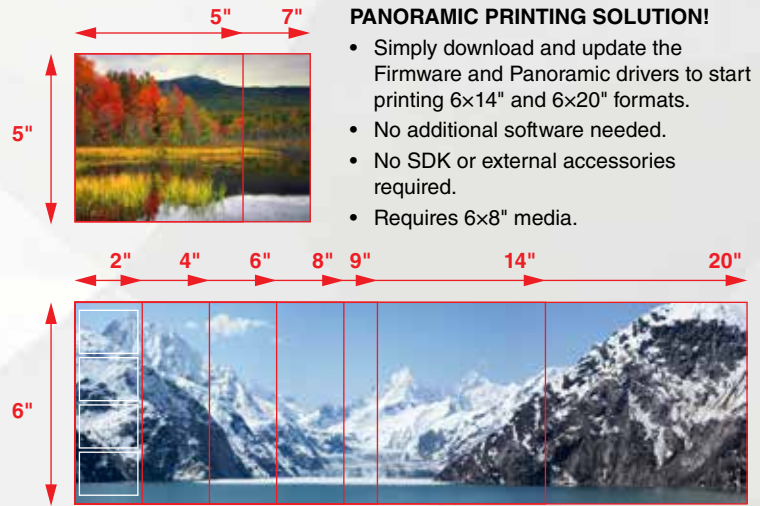 5" 7"
5"
PANORAMIC PRINTING SOLUTION!
• Simply download and update the
Firmware and Panoramic drivers to start
printing 6×14" and 6×20" formats.
• No additional software needed.
• No SDK or external accessories
required.
• Requires 6×8" media.
2" 4" 6" 8" 9" 14" 20"
6"